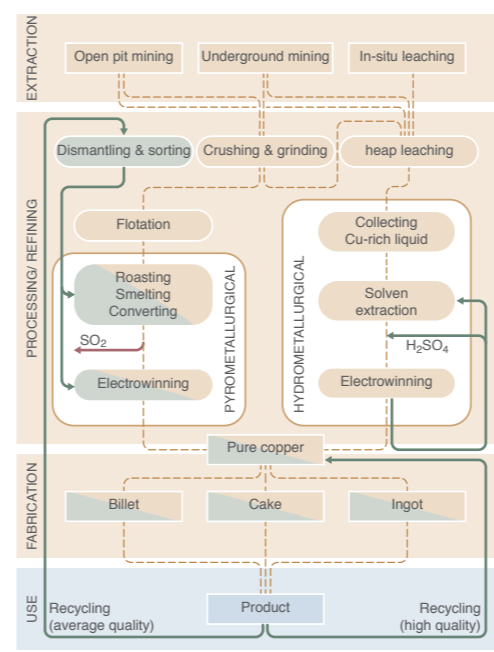 EXTRACTION
Open pit mining
Underground mining
In-situ leaching
PROCESSING/ REFINING
Dismantling & sorting
Crushing & grinding
heap leaching
Flotation
Collecting
Cu-rich liquid
PYROMETALLURGICAL
Roasting
Smelting
Converting
SO2
Electrowinning
HYDROMETALLURGICAL
Solven
extraction
H2SO4
Electrowinning
Pure copper
FABRICATION
Billet
Cake
Ingot
USE
Recycling
(average quality)
Product
Recycling
(high quality)